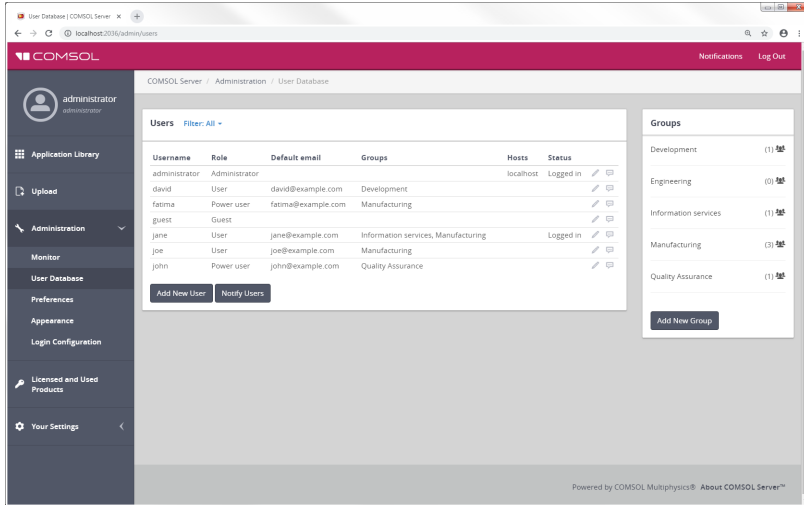 User Database | COMSOL Server
localhost:2036/admin/users
COMSOL
Notifications Log Out
administrator
administrator
Application Library
Upload
Administration
Monitor
User Database
Preferences
Appearance
Login Configuration
Licensed and Used
Products
Your Settings
COMSOL Server / Administration / User Database
Users Filter: All
Username Role Default email Groups Hosts Status
administrator Administrator localhost Logged in
david User david@example.com Development
fatima Power user fatima@example.com Manufacturing
guest Guest
jane User jane@example.com Information services, Manufacturing Logged in
joe User joe@example.com Manufacturing
john Power user john@example.com Quality Assurance
Add New User Notify Users
Groups
Development (1)
Engineering (0)
Information services (1)
Manufacturing (3)
Quality Assurance (1)
Add New Group
Powered by COMSOL Multiphysics® About COMSOL Server™